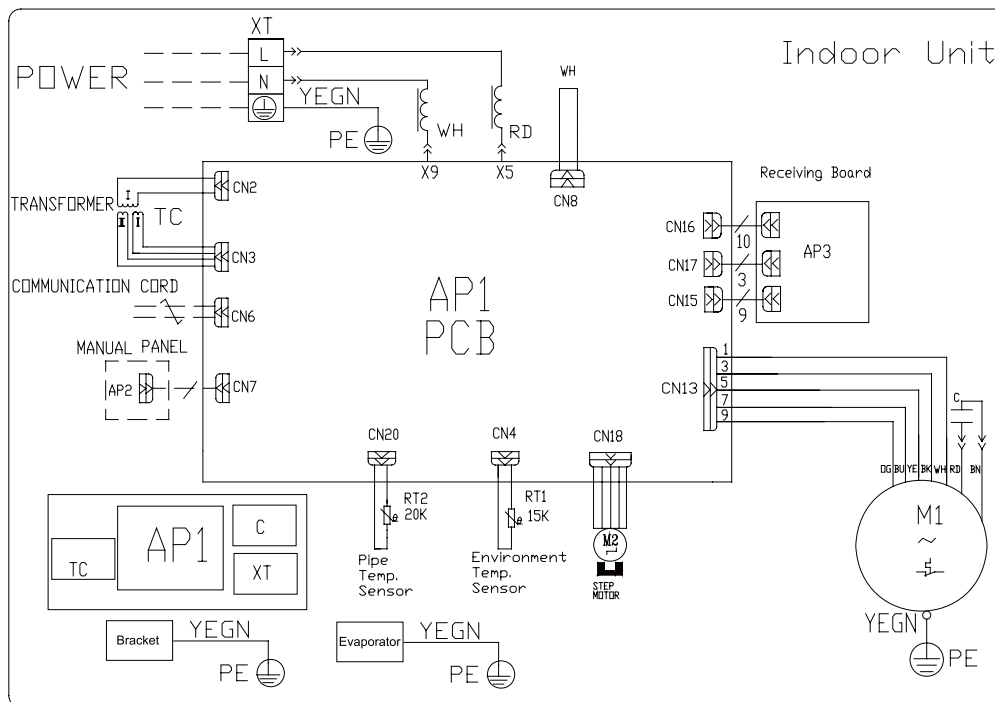 Indoor Unit
XT
L
N
POWER
YEGN
PE
WH
RD
WH
X9
X5
CN8
Receiving Board
CN2
TRANSFORMER
TC
I
II
I
CN3
CN16
10
AP3
CN17
3
CN15
9
AP1
PCB
COMMUNICATION CORD
CN6
MANUAL PANEL
AP2
CN7
CN13
1
3
5
7
9
C
OG BU YE BK WH RD BN
M1
~
YEGN
PE
CN20
CN4
CN18
RT2
20K
RT1
15K
M2
Pipe
Temp.
Sensor
Environment
Temp.
Sensor
STEP
MOTOR
TC
AP1
C
XT
Bracket
YEGN
PE
Evaporator
YEGN
PE